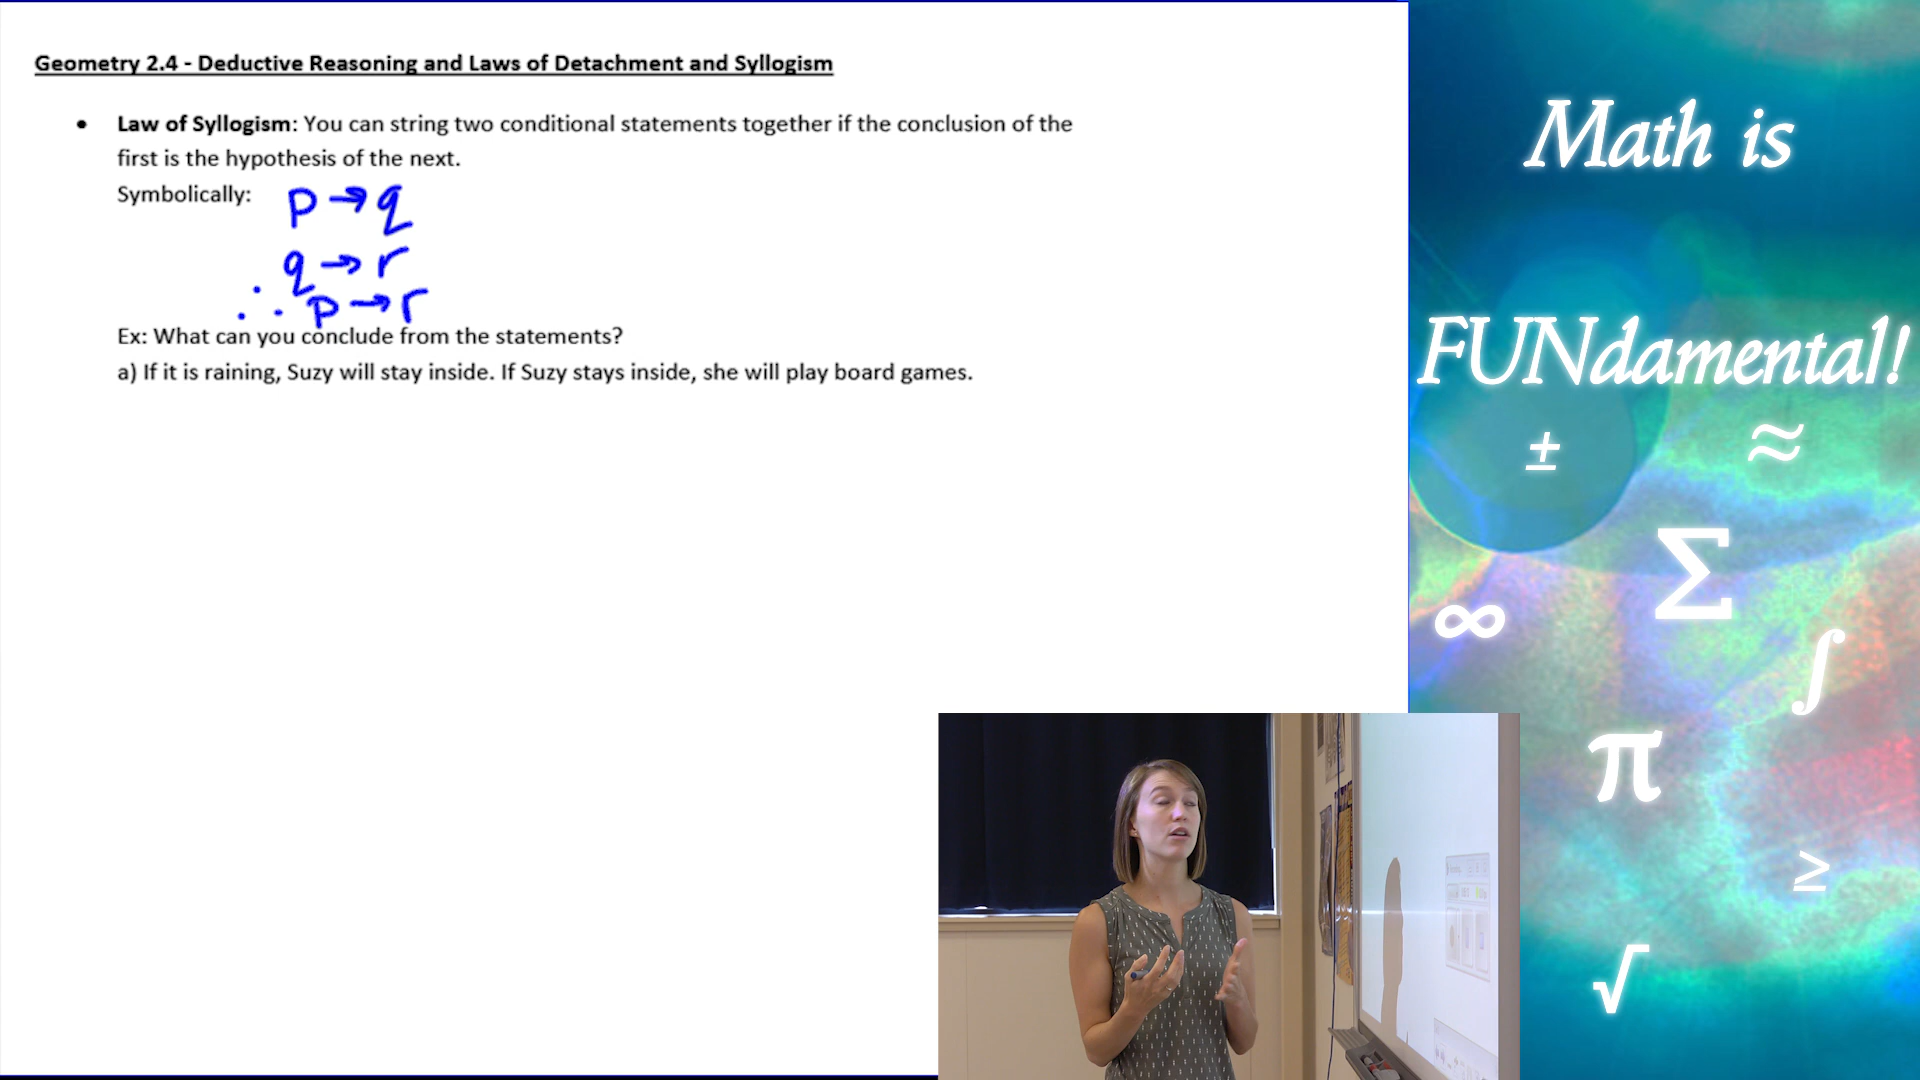 Geometry 2.4 - Deductive Reasoning and Laws of Detachment and Syllogism
• Law of Syllogism: You can string two conditional statements together if the conclusion of the
first is the hypothesis of the next.
Symbolically: p → q
q → r
∴ p → r
Ex: What can you conclude from the statements?
a) If it is raining, Suzy will stay inside. If Suzy stays inside, she will play board games.
Math is
FUNdamental!
± ≈
Σ
∞
∫
π
≥
√